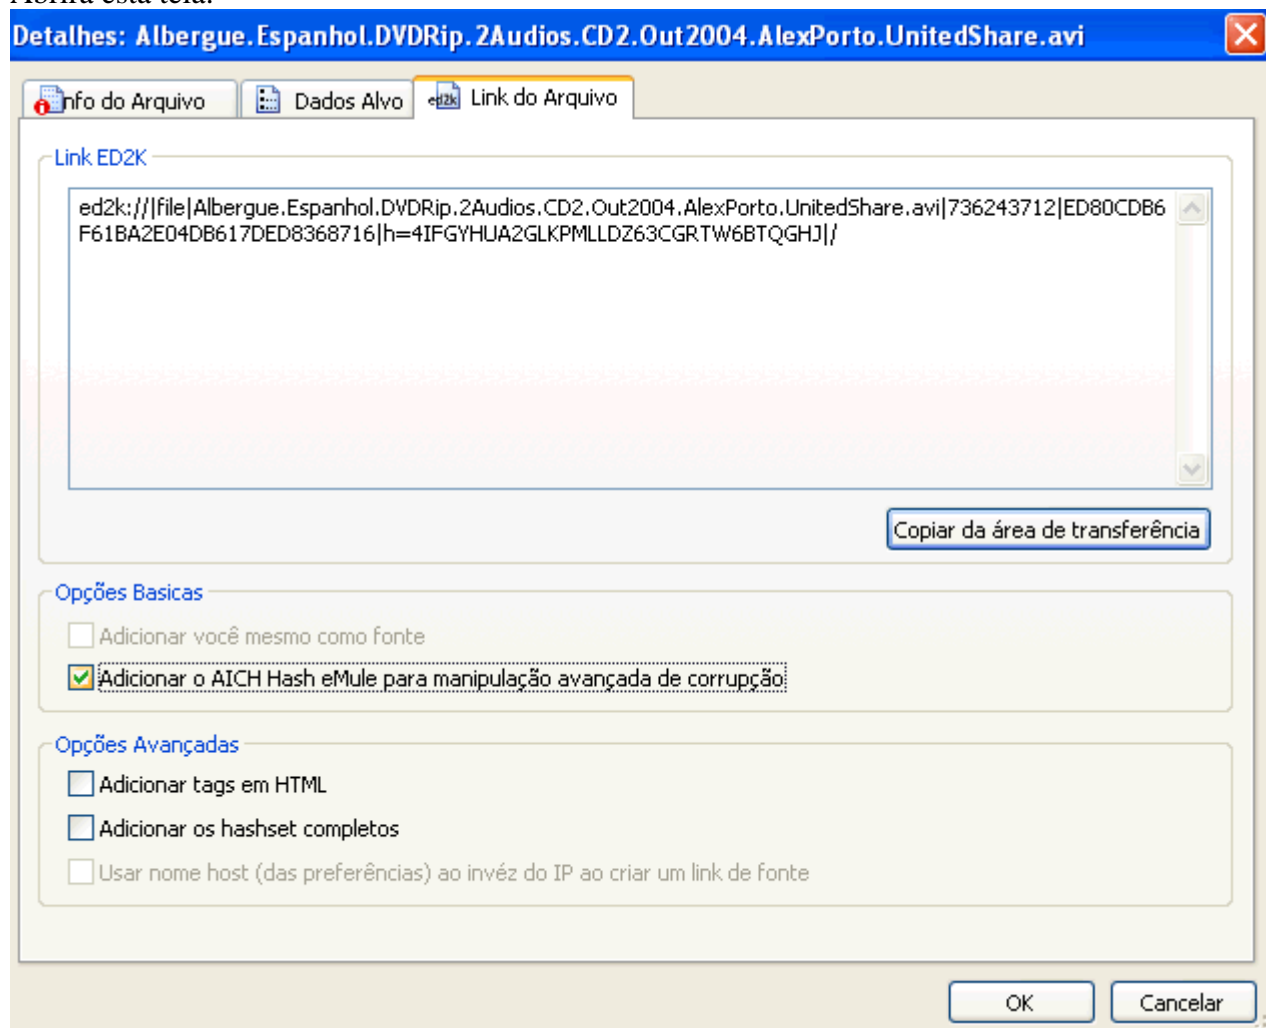 Abrirá esta tela:
Detalhes: Albergue.Espanhol.DVDRip.2Audios.CD2.Out2004.AlexPorto.UnitedShare.avi
nfo do Arquivo
Dados Alvo
ed2k
Link do Arquivo
Link ED2K
ed2k://|file|Albergue.Espanhol.DVDRip.2Audios.CD2.Out2004.AlexPorto.UnitedShare.avi|736243712|ED80CDB6
F61BA2E04DB617DED8368716|h=4IFGYHUA2GLKPMLLDZ63CGRTW6BTQGHJ|/
Copiar da área de transferência
Opções Basicas
Adicionar você mesmo como fonte
Adicionar o AICH Hash eMule para manipulação avançada de corrupção
Opções Avançadas
Adicionar tags em HTML
Adicionar os hashset completos
Usar nome host (das preferências) ao invéz do IP ao criar um link de fonte
OK
Cancelar